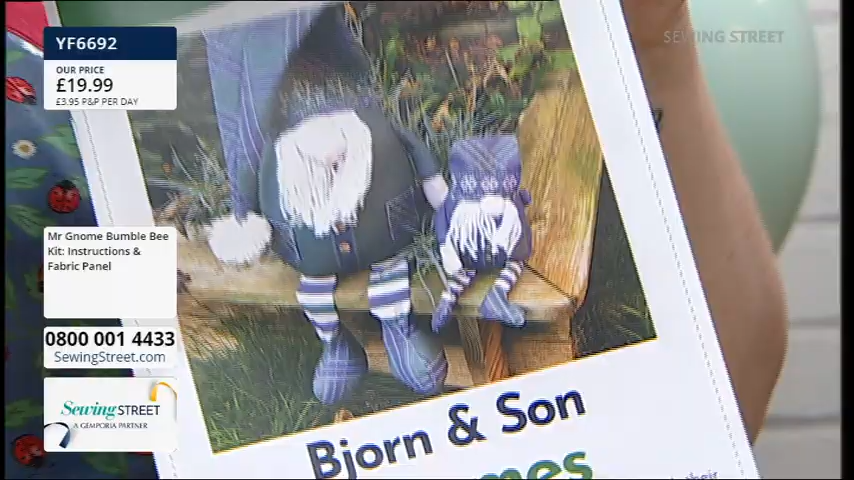 YF6692
OUR PRICE
£19.99
£3.95 P&P PER DAY
Mr Gnome Bumble Bee
Kit: Instructions &
Fabric Panel
0800 001 4433
SewingStreet.com
Sewing STREET
A GEMPORIA PARTNER
SEWING STREET
Bjorn & Son
their